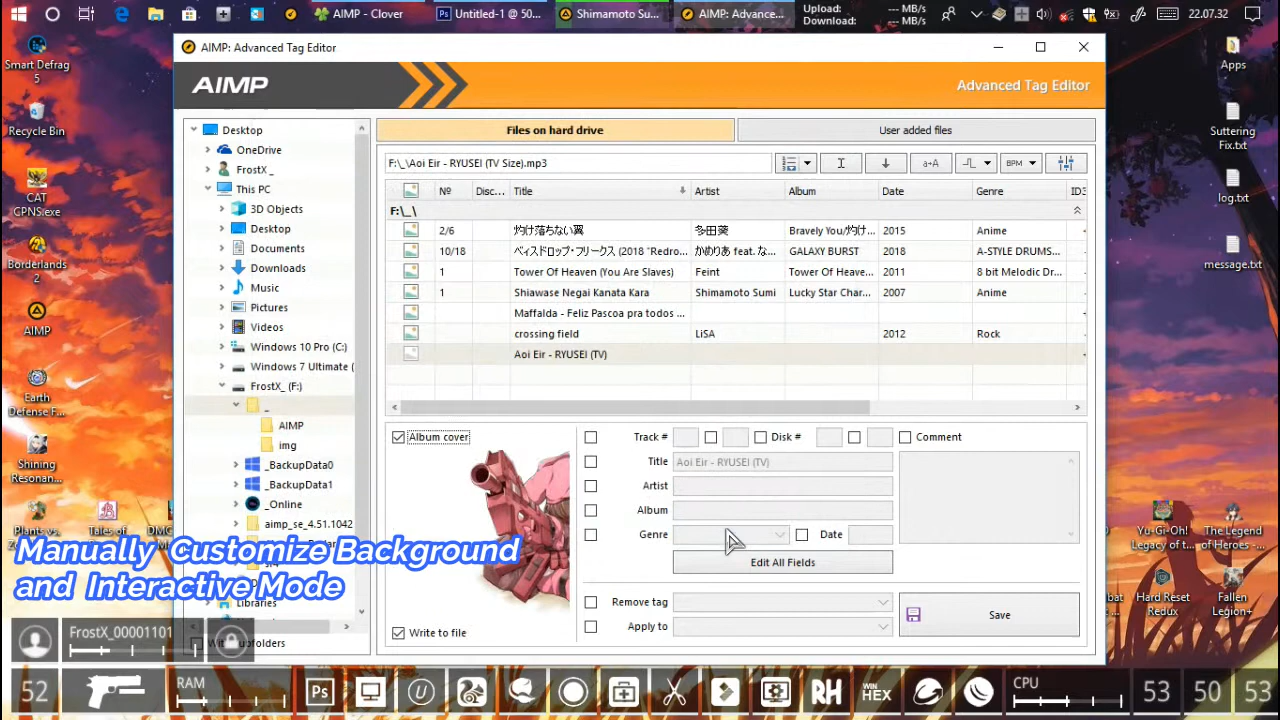 AIMP - Clover
Untitled-1 @ 50...
Shimamoto Su...
AIMP: Advance...
Upload: -- MB/s
Download: -- MB/s
22.07.32
Smart Defrag 5
Recycle Bin
CAT CPNS.exe
Borderlands 2
AIMP
Earth Defense F...
Shining Resonan...
Plants vs.
Tales of
DMC
Apps
Suttering Fix.txt
log.txt
message.txt
Yu-Gi-Oh! Legacy of t...
The Legend of Heroes -...
Hard Reset Redux
Fallen Legion+
AIMP: Advanced Tag Editor
AIMP
Advanced Tag Editor
Desktop
OneDrive
FrostX _
This PC
3D Objects
Desktop
Documents
Downloads
Music
Pictures
Videos
Windows 10 Pro (C:)
Windows 7 Ultimate (
FrostX_ (F:)
_
AIMP
img
_BackupData0
_BackupData1
_Online
aimp_se_4.51.1042
Libraries
Files on hard drive
User added files
F:\_\Aoi Eir - RYUSEI (TV Size).mp3
a÷A
BPM
№ Disc... Title Artist Album Date Genre ID3
F:\_\
2/6 灼け落ちない翼 多田葵 Bravely You/灼け... 2015 Anime
10/18 ベィスドロップ・フリークス (2018 "Redro... かめりあ feat. な... GALAXY BURST 2018 A-STYLE DRUMS...
1 Tower Of Heaven (You Are Slaves) Feint Tower Of Heave... 2011 8 bit Melodic Dr...
1 Shiawase Negai Kanata Kara Shimamoto Sumi Lucky Star Char... 2007 Anime
Maffalda - Feliz Pascoa pra todos ...
crossing field LiSA 2012 Rock
Aoi Eir - RYUSEI (TV)
Album cover
Track #
Disk #
Comment
Title Aoi Eir - RYUSEI (TV)
Artist
Album
Genre
Date
Edit All Fields
Remove tag
Apply to
Save
Write to file
Manually Customize Background
and Interactive Mode
FrostX_00001101
52
RAM
Ps
RH
WIN HEX
CPU
53
50
53